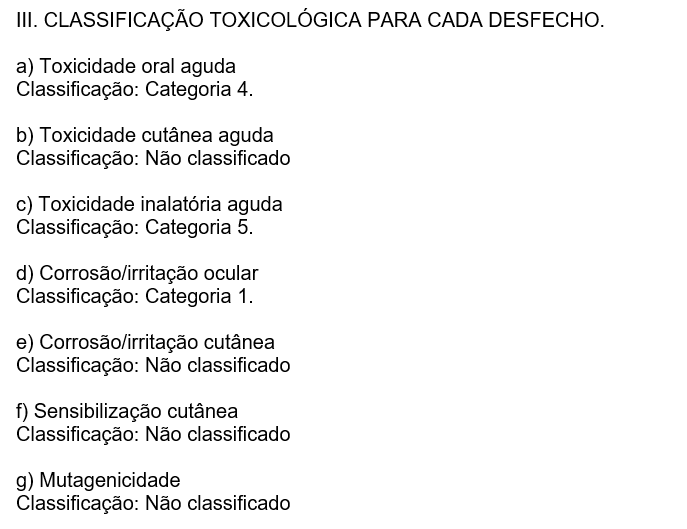 III. CLASSIFICAÇÃO TOXICOLÓGICA PARA CADA DESFECHO.
a) Toxicidade oral aguda
Classificação: Categoria 4.
b) Toxicidade cutânea aguda
Classificação: Não classificado
c) Toxicidade inalatória aguda
Classificação: Categoria 5.
d) Corrosão/irritação ocular
Classificação: Categoria 1.
e) Corrosão/irritação cutânea
Classificação: Não classificado
f) Sensibilização cutânea
Classificação: Não classificado
g) Mutagenicidade
Classificação: Não classificado